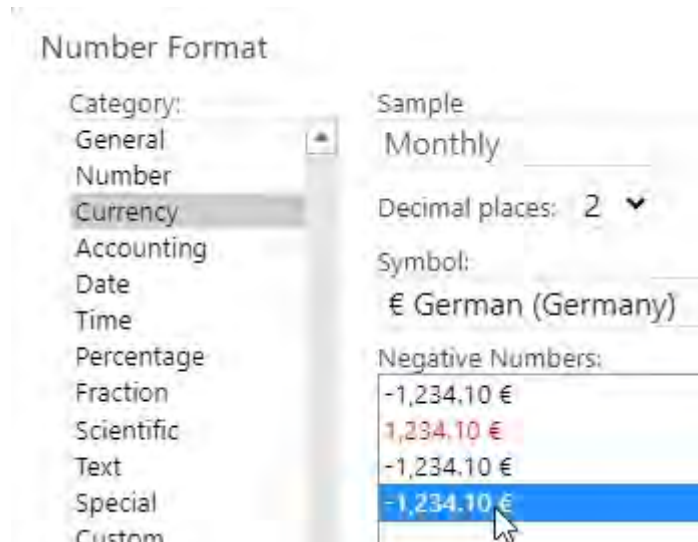 Number Format
Category:
General
Number
Currency
Accounting
Date
Time
Percentage
Fraction
Scientific
Text
Special
Custom
Sample
Monthly
Decimal places: 2
Symbol:
€ German (Germany)
Negative Numbers:
-1,234.10 €
1,234.10 €
-1,234.10 €
-1,234.10 €